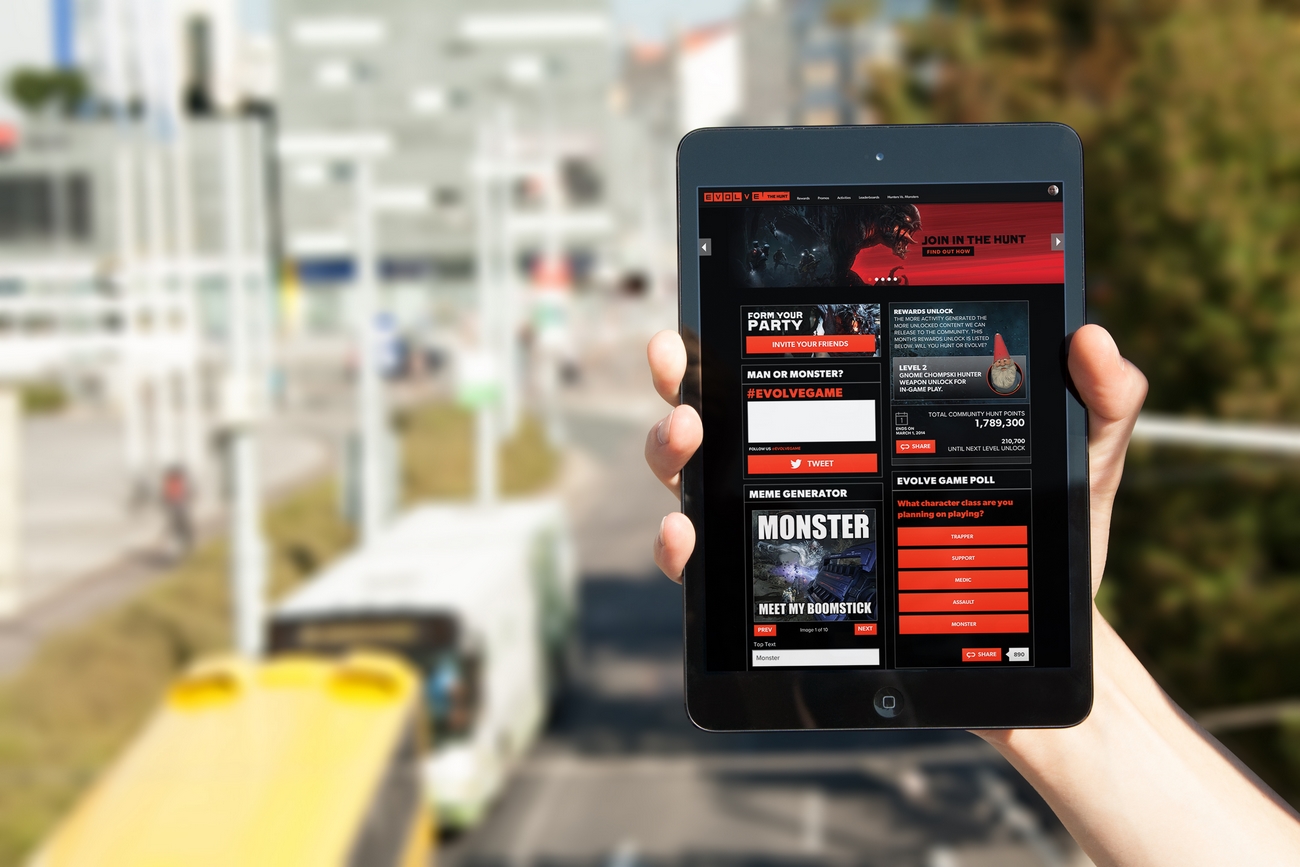 EVOLVE THE HUNT Rewards Promos Activities Leaderboards Hunters Vs. Monsters
JOIN IN THE HUNT
FIND OUT NOW
FORM YOUR
PARTY
INVITE YOUR FRIENDS
MAN OR MONSTER?
#EVOLVEGAME
FOLLOW US #EVOLVEGAME
TWEET
MEME GENERATOR
MONSTER
MEET MY BOOMSTICK
PREV Image 1 of 10 NEXT
Top Text
Monster
REWARDS UNLOCK
THE MORE ACTIVITY GENERATED THE
MORE UNLOCKED CONTENT WE CAN
RELEASE TO THE COMMUNITY. THIS
MONTHS REWARDS UNLOCK IS LISTED
BELOW. WILL YOU HUNT OR EVOLVE?
LEVEL 2
GNOME CHOMPSKI HUNTER
WEAPON UNLOCK FOR
IN-GAME PLAY.
1
ENDS ON
MARCH 1, 2014
TOTAL COMMUNITY HUNT POINTS
1,789,300
SHARE
210,700
UNTIL NEXT LEVEL UNLOCK
EVOLVE GAME POLL
What character class are you
planning on playing?
TRAPPER
SUPPORT
MEDIC
ASSAULT
MONSTER
SHARE 890